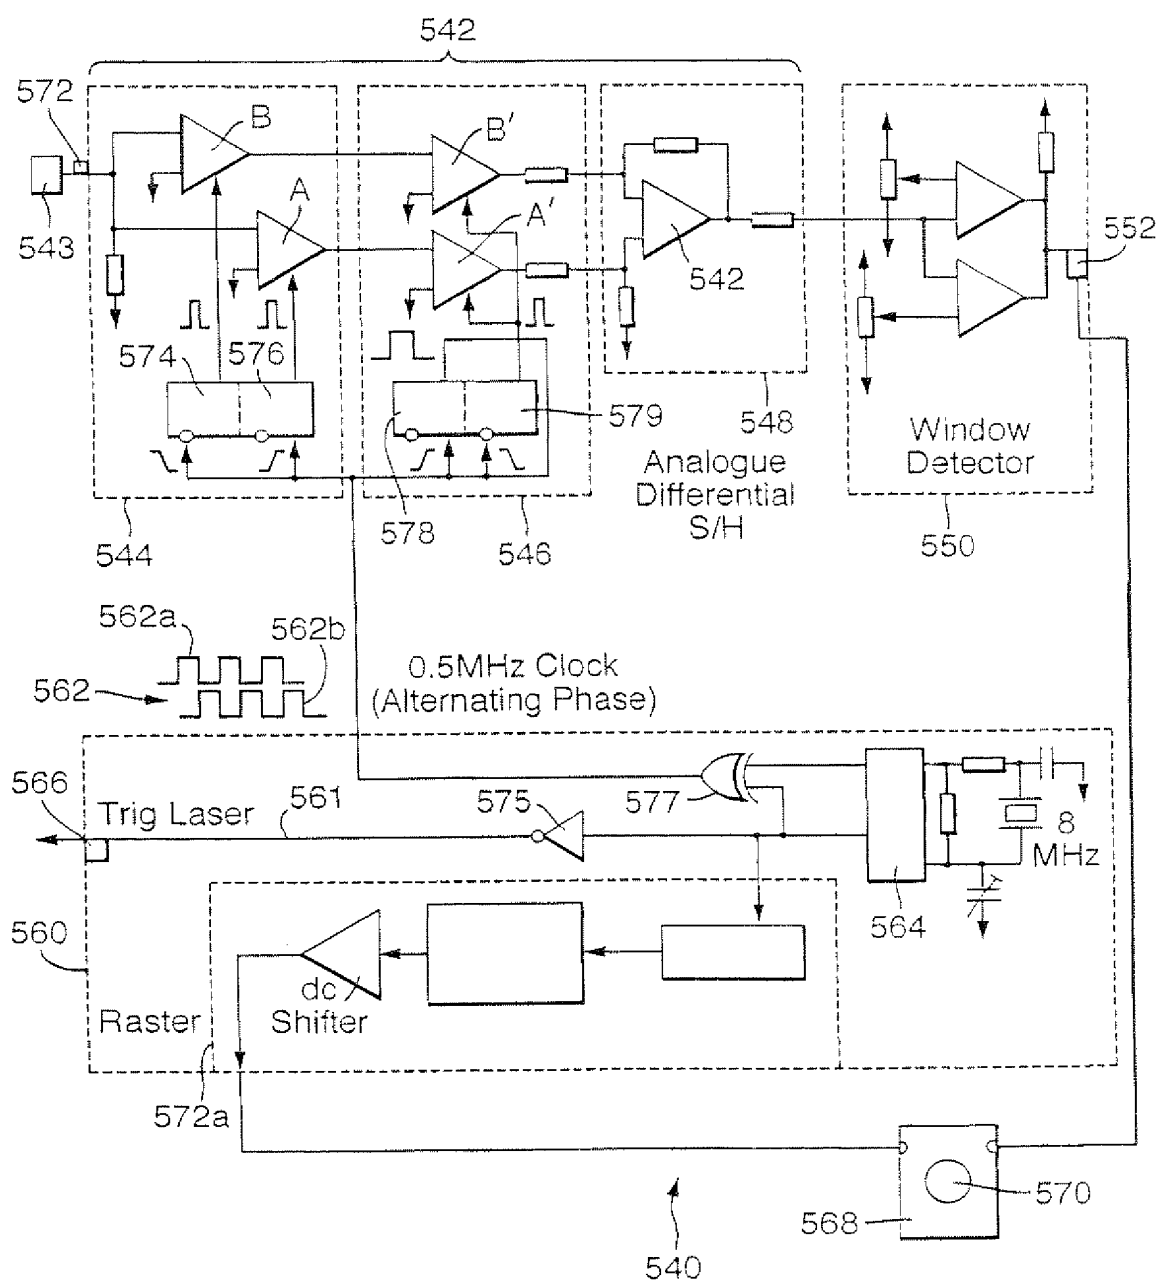 542
572
B
B'
A
A'
543
552
542
574
576
579
548
Window
Detector
Analogue
Differential
S/H
578
544
546
550
562a
562b
562
0.5MHz Clock
(Alternating Phase)
566
Trig Laser
561
575
577
8
MHz
564
560
dc
Shifter
Raster
572a
570
568
540